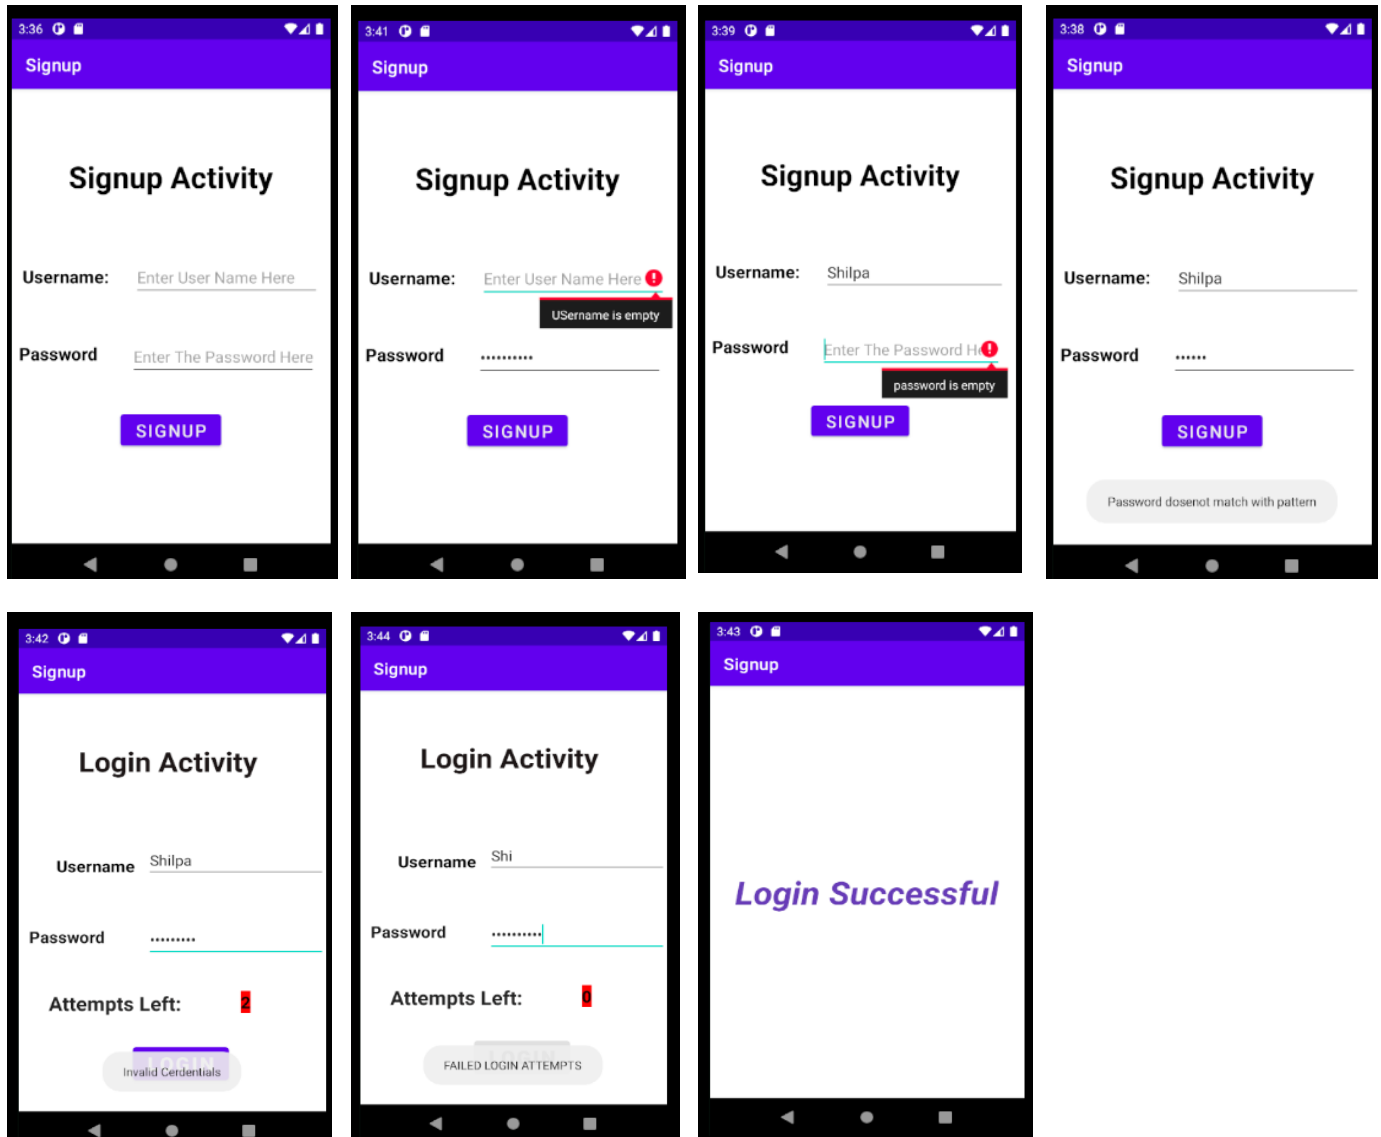 3:36
Signup
Signup Activity
Username:
Enter User Name Here
Password
Enter The Password Here
SIGNUP
3:41
Signup
Signup Activity
Username:
Enter User Name Here
USername is empty
Password
••••••••••
SIGNUP
3:39
Signup
Signup Activity
Username:
Shilpa
Password
Enter The Password He
password is empty
SIGNUP
3:38
Signup
Signup Activity
Username:
Shilpa
Password
••••••
SIGNUP
Password dosenot match with pattern
3:42
Signup
Login Activity
Username
Shilpa
Password
•••••••••
Attempts Left:
2
LOGIN
Invalid Cerdentials
3:44
Signup
Login Activity
Username
Shi
Password
••••••••••
Attempts Left:
0
LOGIN
FAILED LOGIN ATTEMPTS
3:43
Signup
Login Successful